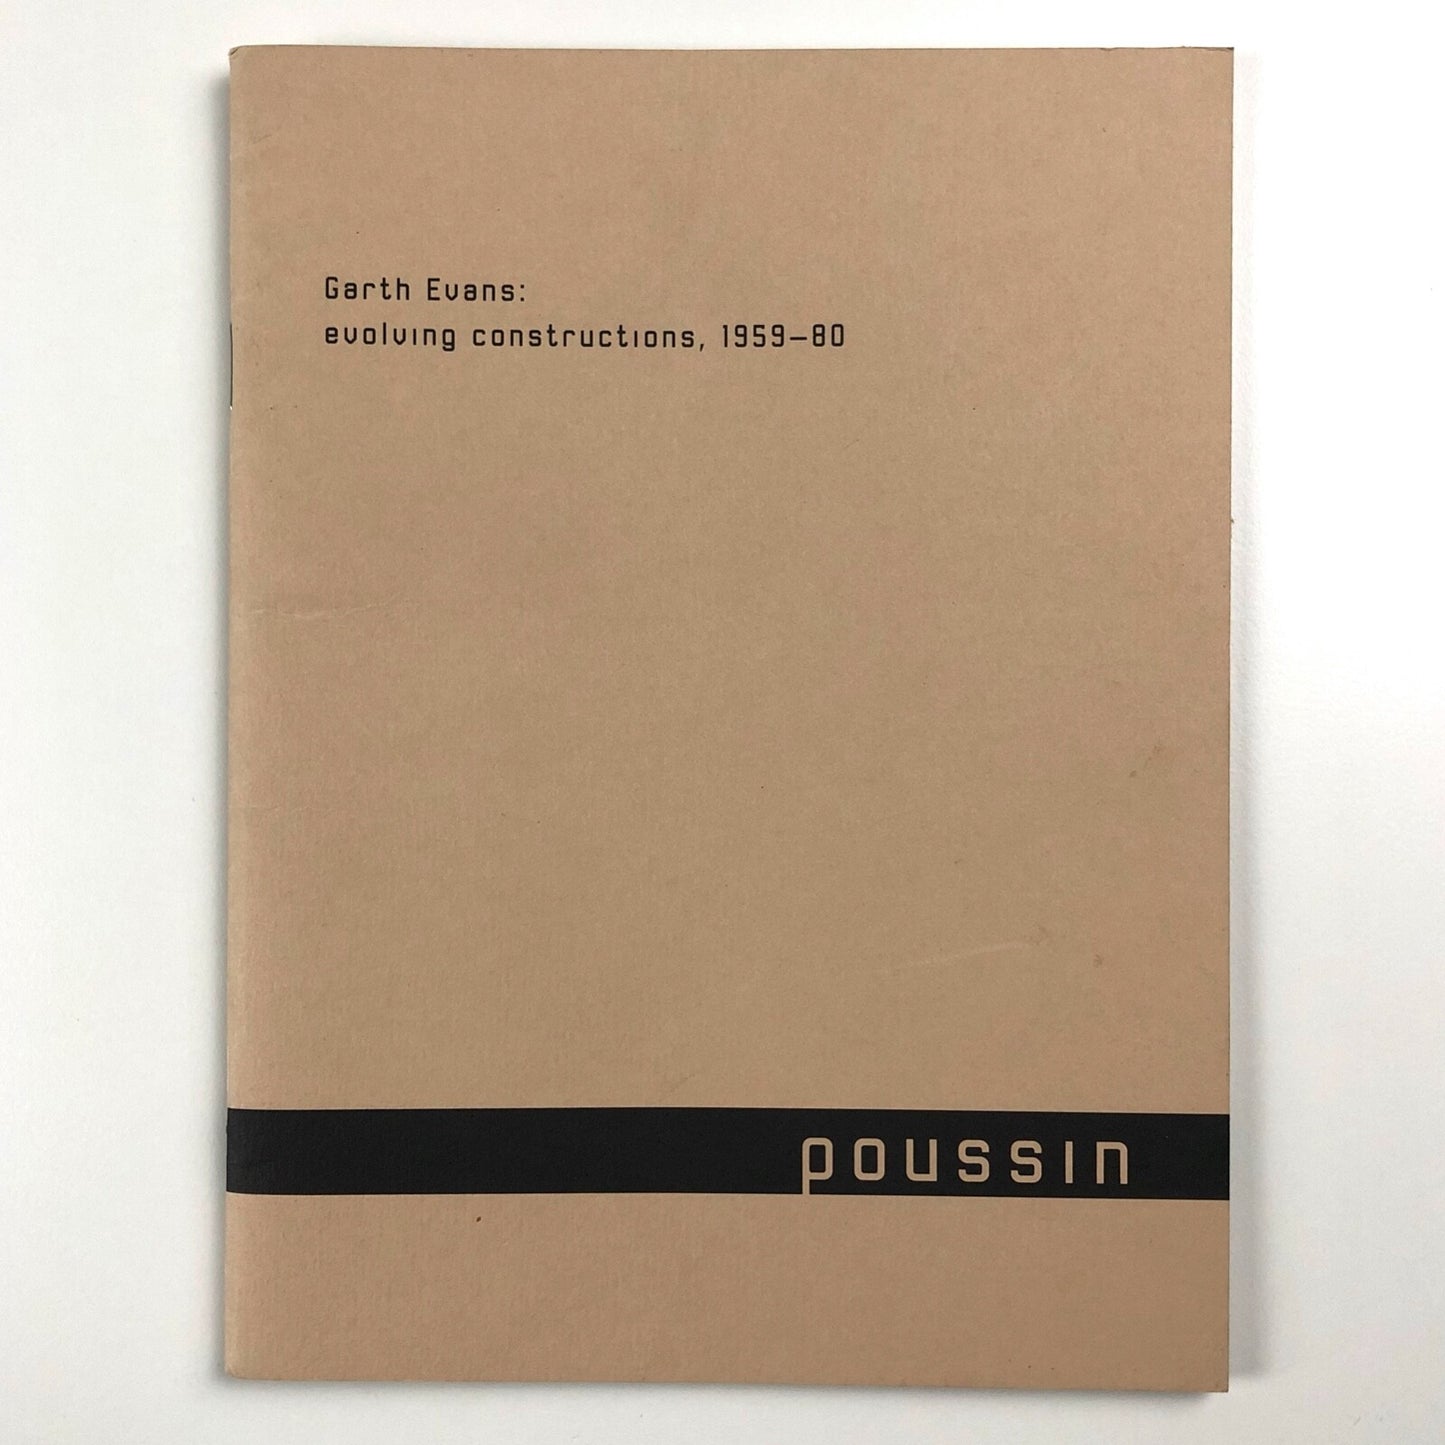 Garth Evans:
evolving constructions, 1959–80
poussin